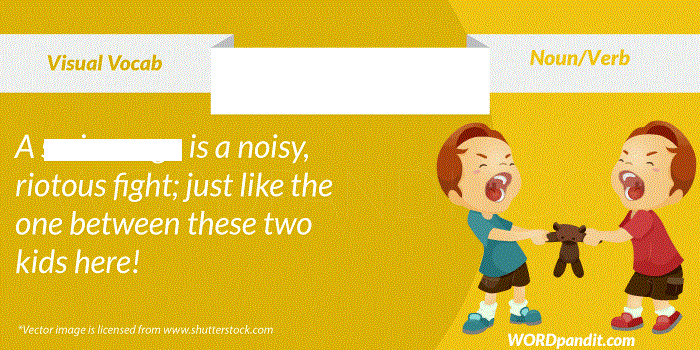 Visual Vocab
Noun/Verb
A is a noisy,
riotous fight; just like the
one between these two
kids here!
*Vector image is licensed from www.shutterstock.com
WORDpandit.com